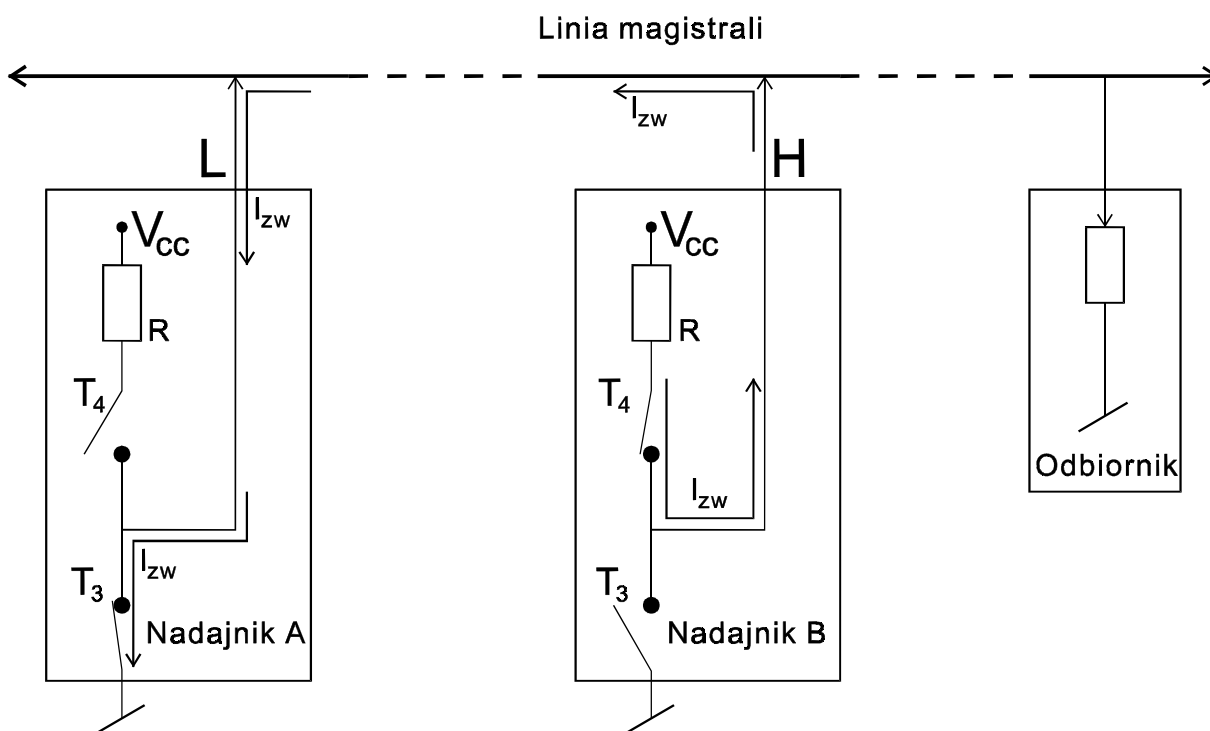 Linia magistrali
I_zw
L
H
I_zw
V_CC
V_CC
R
R
T_4
T_4
I_zw
Odbiornik
I_zw
T_3
T_3
Nadajnik A
Nadajnik B